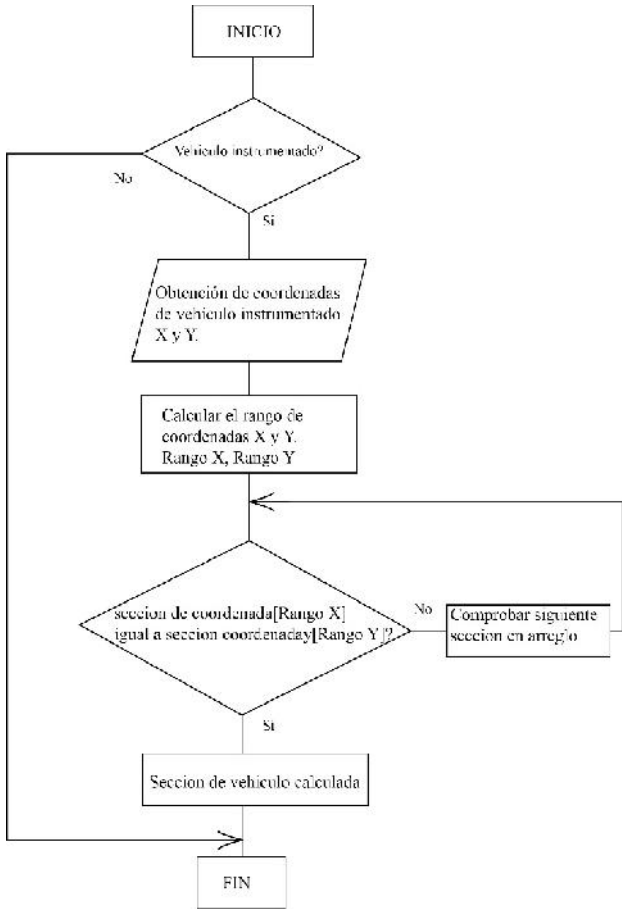 INICIO
Vehiculo instrumentado?
No
Si
Obtención de coordenadas
de vehiculo instrumentado
X y Y.
Calcular el rango de
coordenadas X y Y.
Rango X, Rango Y
seccion de coordenada[Rango X]
igual a seccion coordenaday[Rango Y]?
No
Comprobar siguiente
seccion en arreglo
Si
Seccion de vehiculo calculada
FIN